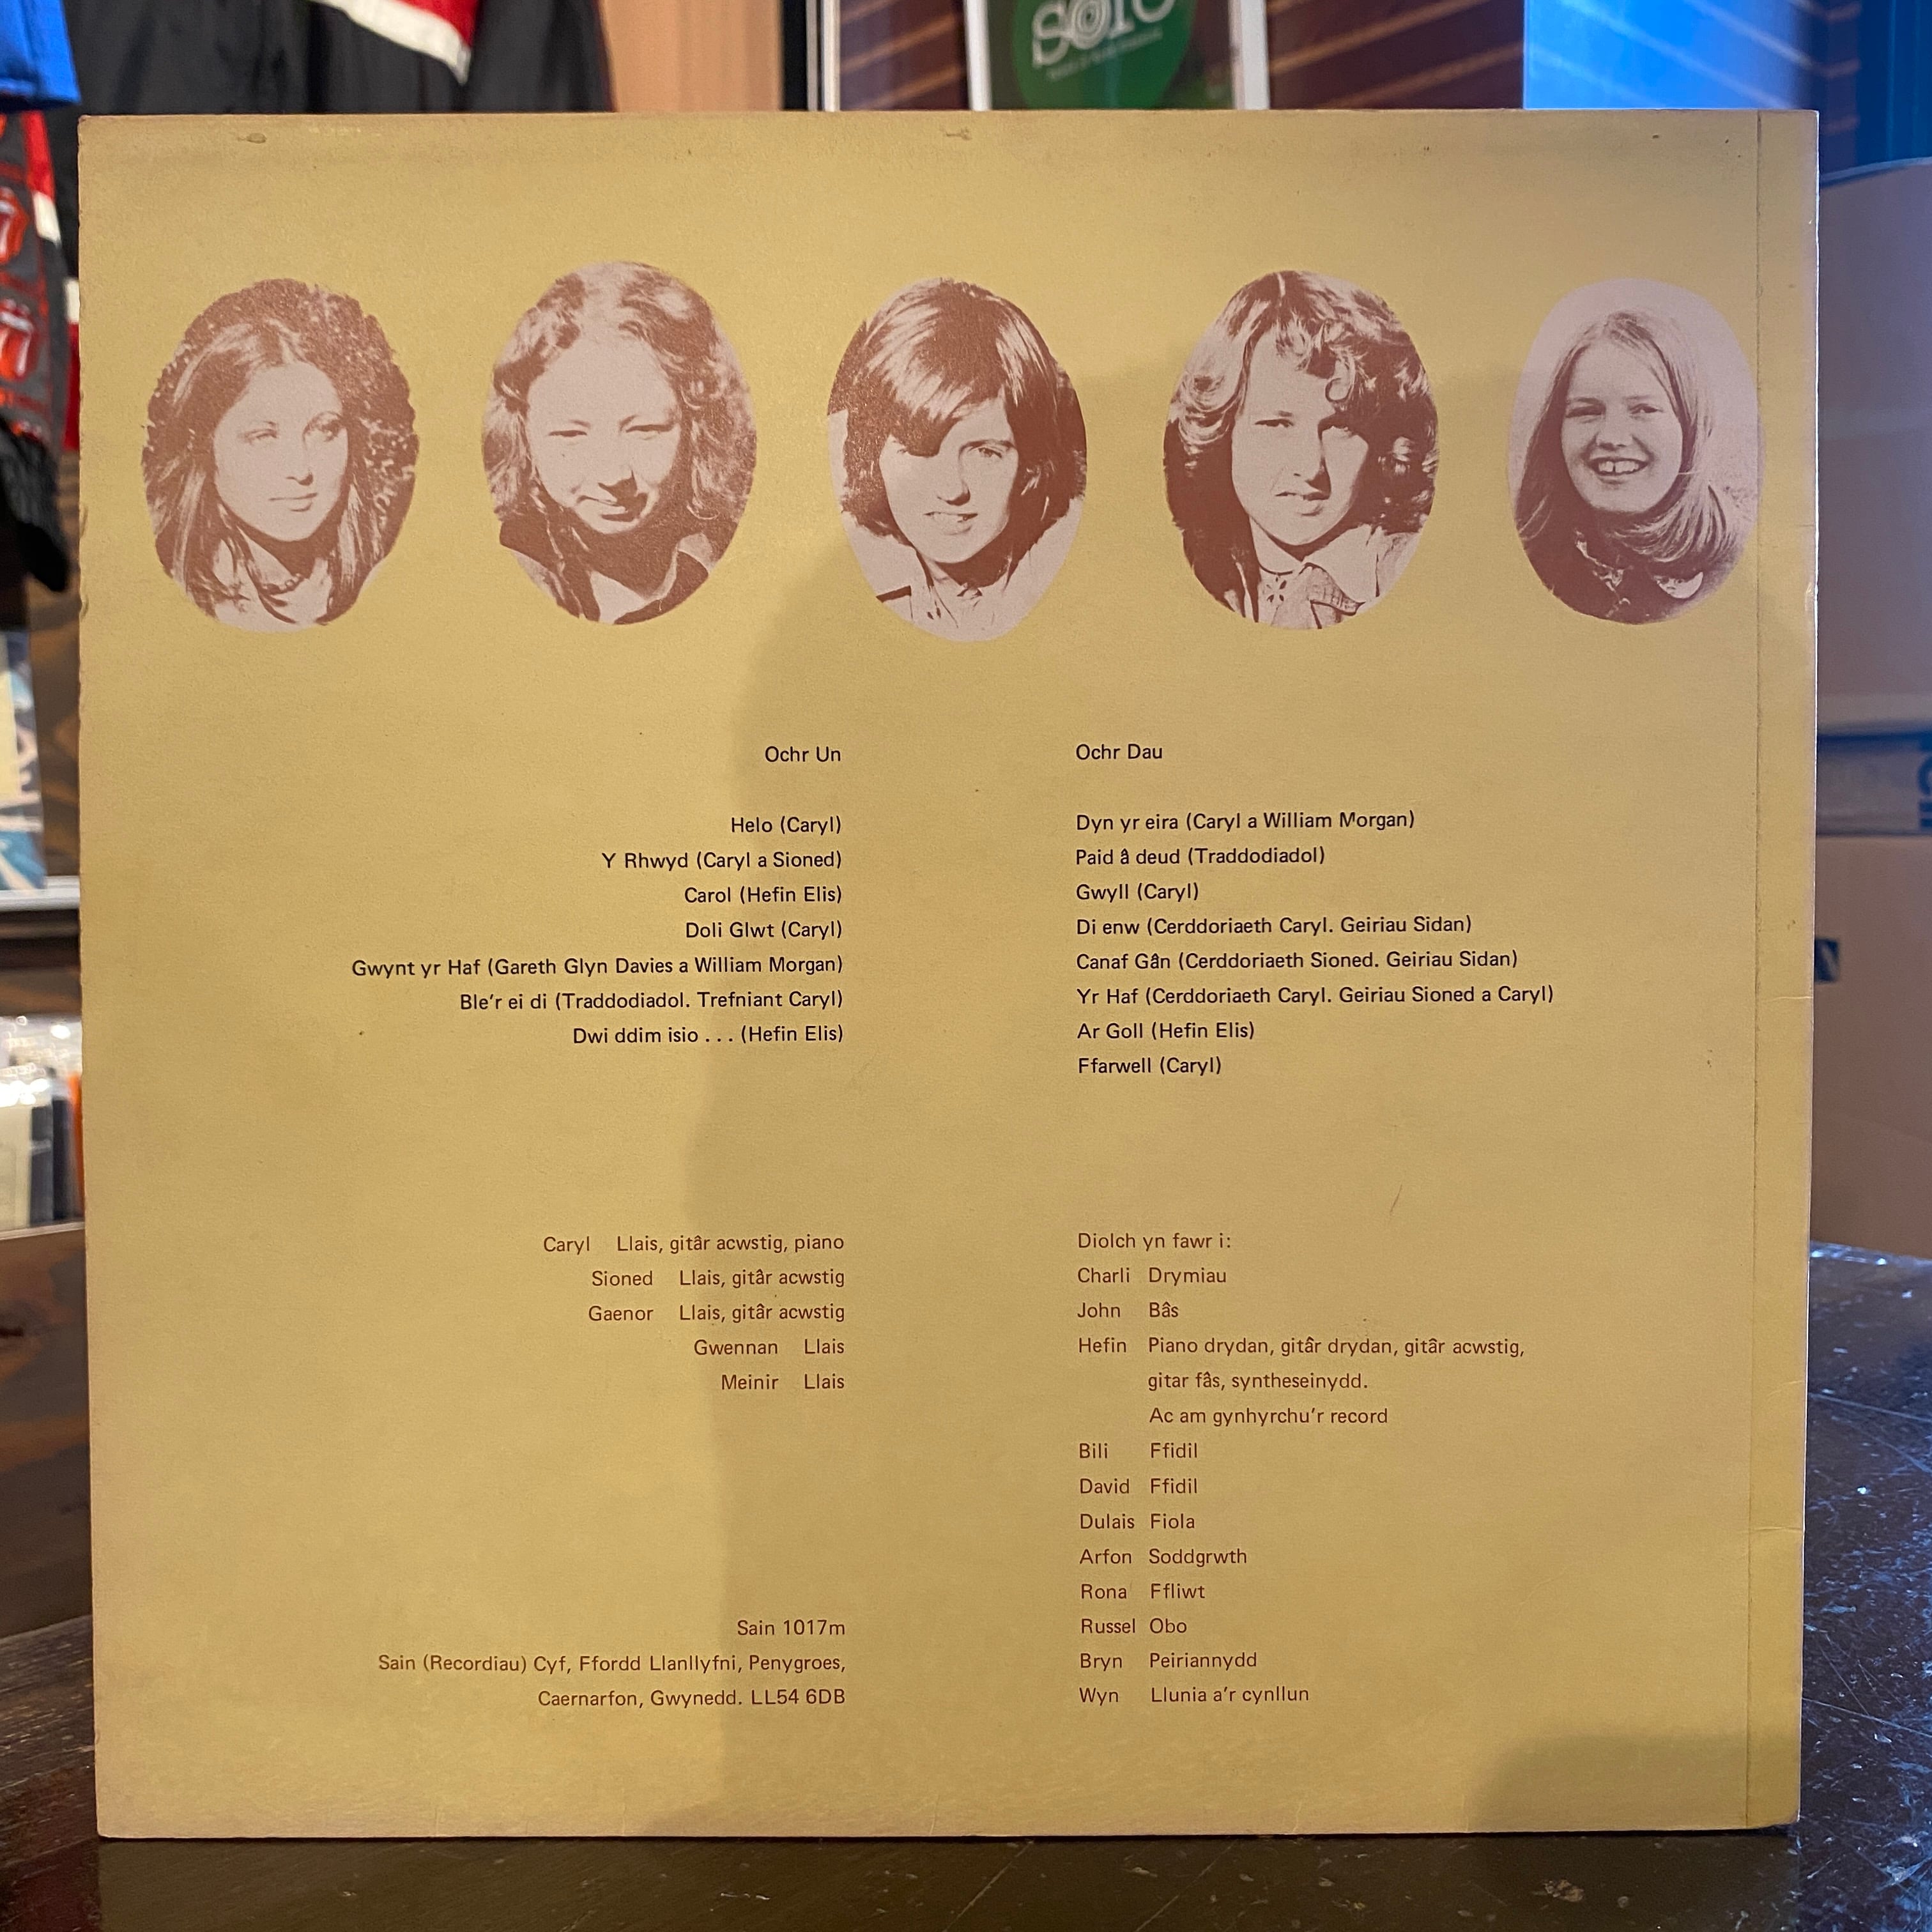 Ochr Un
Helo (Caryl)
Y Rhwyd (Caryl a Sioned)
Carol (Hefin Elis)
Doli Glwt (Caryl)
Gwynt yr Haf (Gareth Glyn Davies a William Morgan)
Ble'r ei di (Traddodiadol. Trefniant Caryl)
Dwi ddim isio . . . (Hefin Elis)
Ochr Dau
Dyn yr eira (Caryl a William Morgan)
Paid â deud (Traddodiadol)
Gwyll (Caryl)
Di enw (Cerddoriaeth Caryl. Geiriau Sidan)
Canaf Gân (Cerddoriaeth Sioned. Geiriau Sidan)
Yr Haf (Cerddoriaeth Caryl. Geiriau Sioned a Caryl)
Ar Goll (Hefin Elis)
Ffarwell (Caryl)
Caryl Llais, gitâr acwstig, piano
Sioned Llais, gitâr acwstig
Gaenor Llais, gitâr acwstig
Gwennan Llais
Meinir Llais
Sain 1017m
Sain (Recordiau) Cyf, Ffordd Llanllyfni, Penygroes,
Caernarfon, Gwynedd. LL54 6DB
Diolch yn fawr i:
Charli Drymiau
John Bâs
Hefin Piano drydan, gitâr drydan, gitâr acwstig,
gitar fâs, syntheseinydd.
Ac am gynhyrchu'r record
Bili Ffidil
David Ffidil
Dulais Fiola
Arfon Soddgrwth
Rona Ffliwt
Russel Obo
Bryn Peiriannydd
Wyn Llunia a'r cynllun